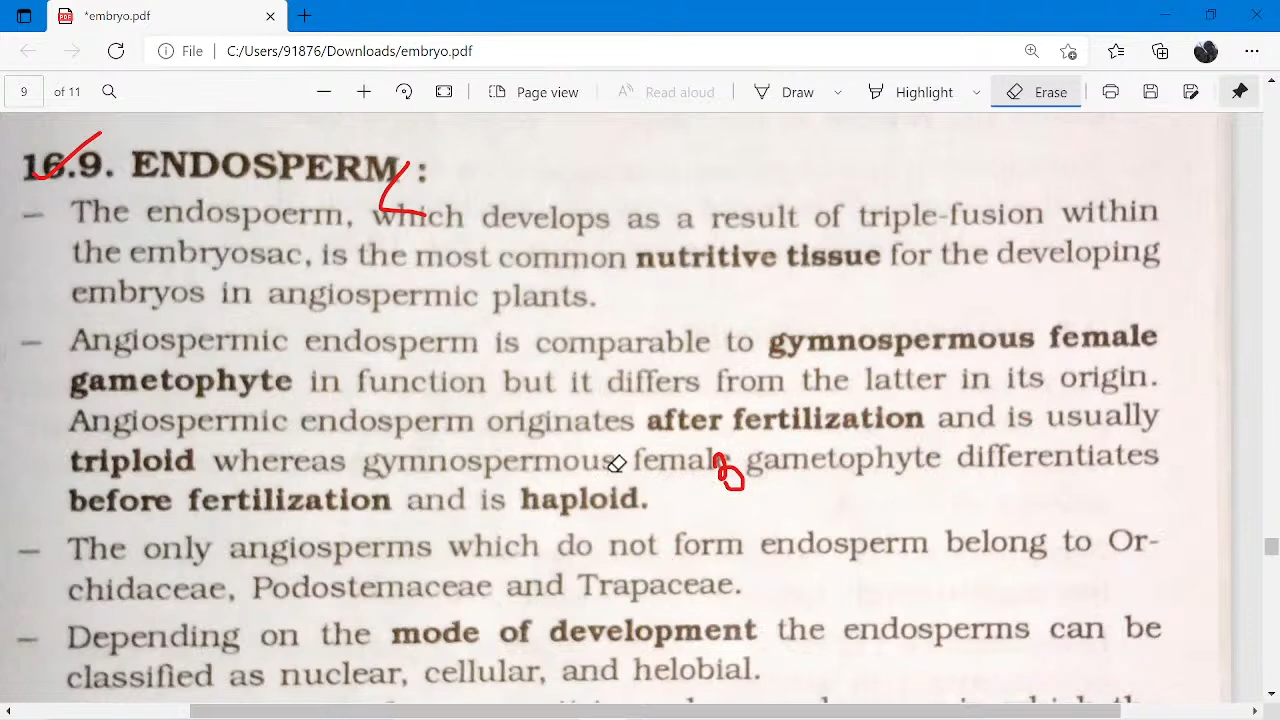 *embryo.pdf
File C:/Users/91876/Downloads/embryo.pdf
9 of 11 Page view Read aloud Draw Highlight Erase
16.9. ENDOSPERM :
– The endospoerm, which develops as a result of triple-fusion within
the embryosac, is the most common nutritive tissue for the developing
embryos in angiospermic plants.
– Angiospermic endosperm is comparable to gymnospermous female
gametophyte in function but it differs from the latter in its origin.
Angiospermic endosperm originates after fertilization and is usually
triploid whereas gymnospermous female gametophyte differentiates
before fertilization and is haploid.
– The only angiosperms which do not form endosperm belong to Or-
chidaceae, Podostemaceae and Trapaceae.
– Depending on the mode of development the endosperms can be
classified as nuclear, cellular, and helobial.